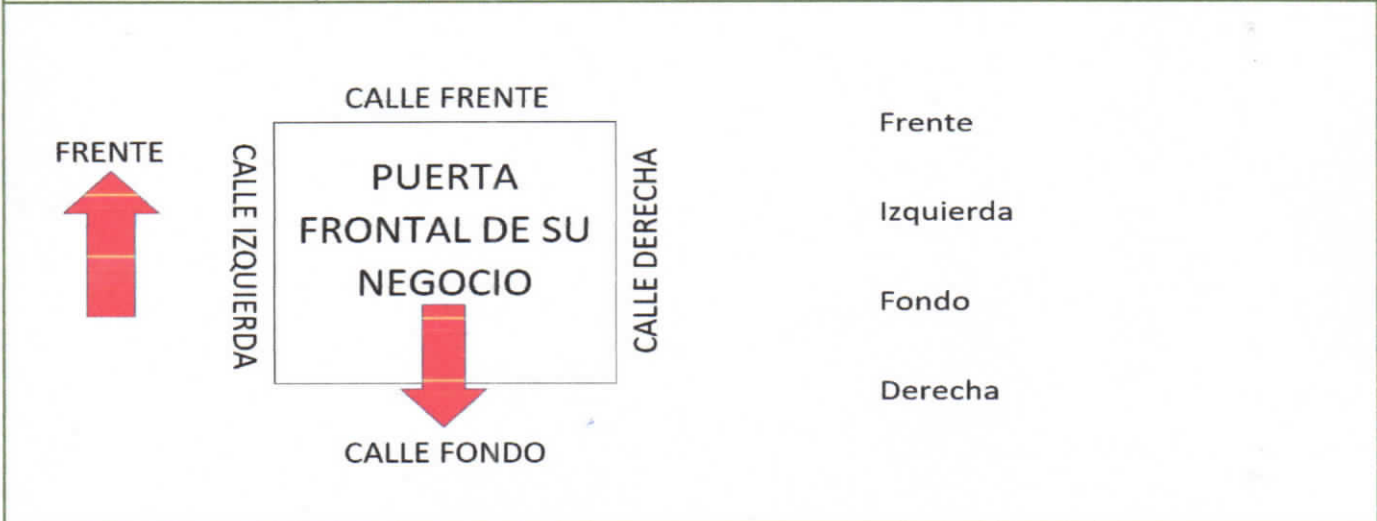 CALLE FRENTE
FRENTE
CALLE IZQUIERDA
PUERTA
FRONTAL DE SU
NEGOCIO
CALLE DERECHA
CALLE FONDO
Frente
Izquierda
Fondo
Derecha